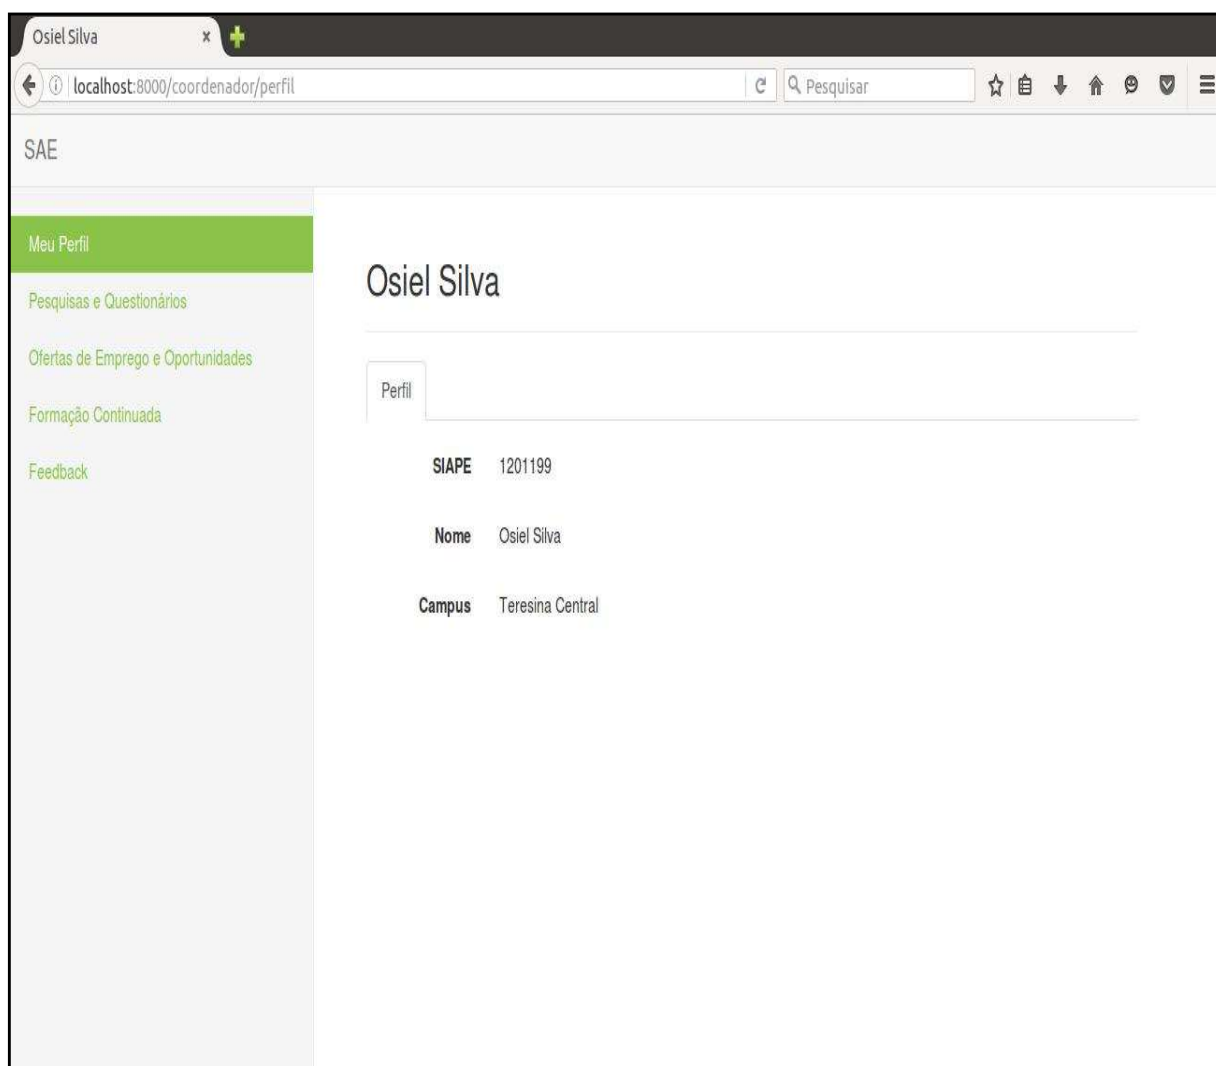 Osiel Silva
localhost:8000/coordenador/perfil
Pesquisar
SAE
Meu Perfil
Pesquisas e Questionários
Ofertas de Emprego e Oportunidades
Formação Continuada
Feedback
Osiel Silva
Perfil
SIAPE 1201199
Nome Osiel Silva
Campus Teresina Central